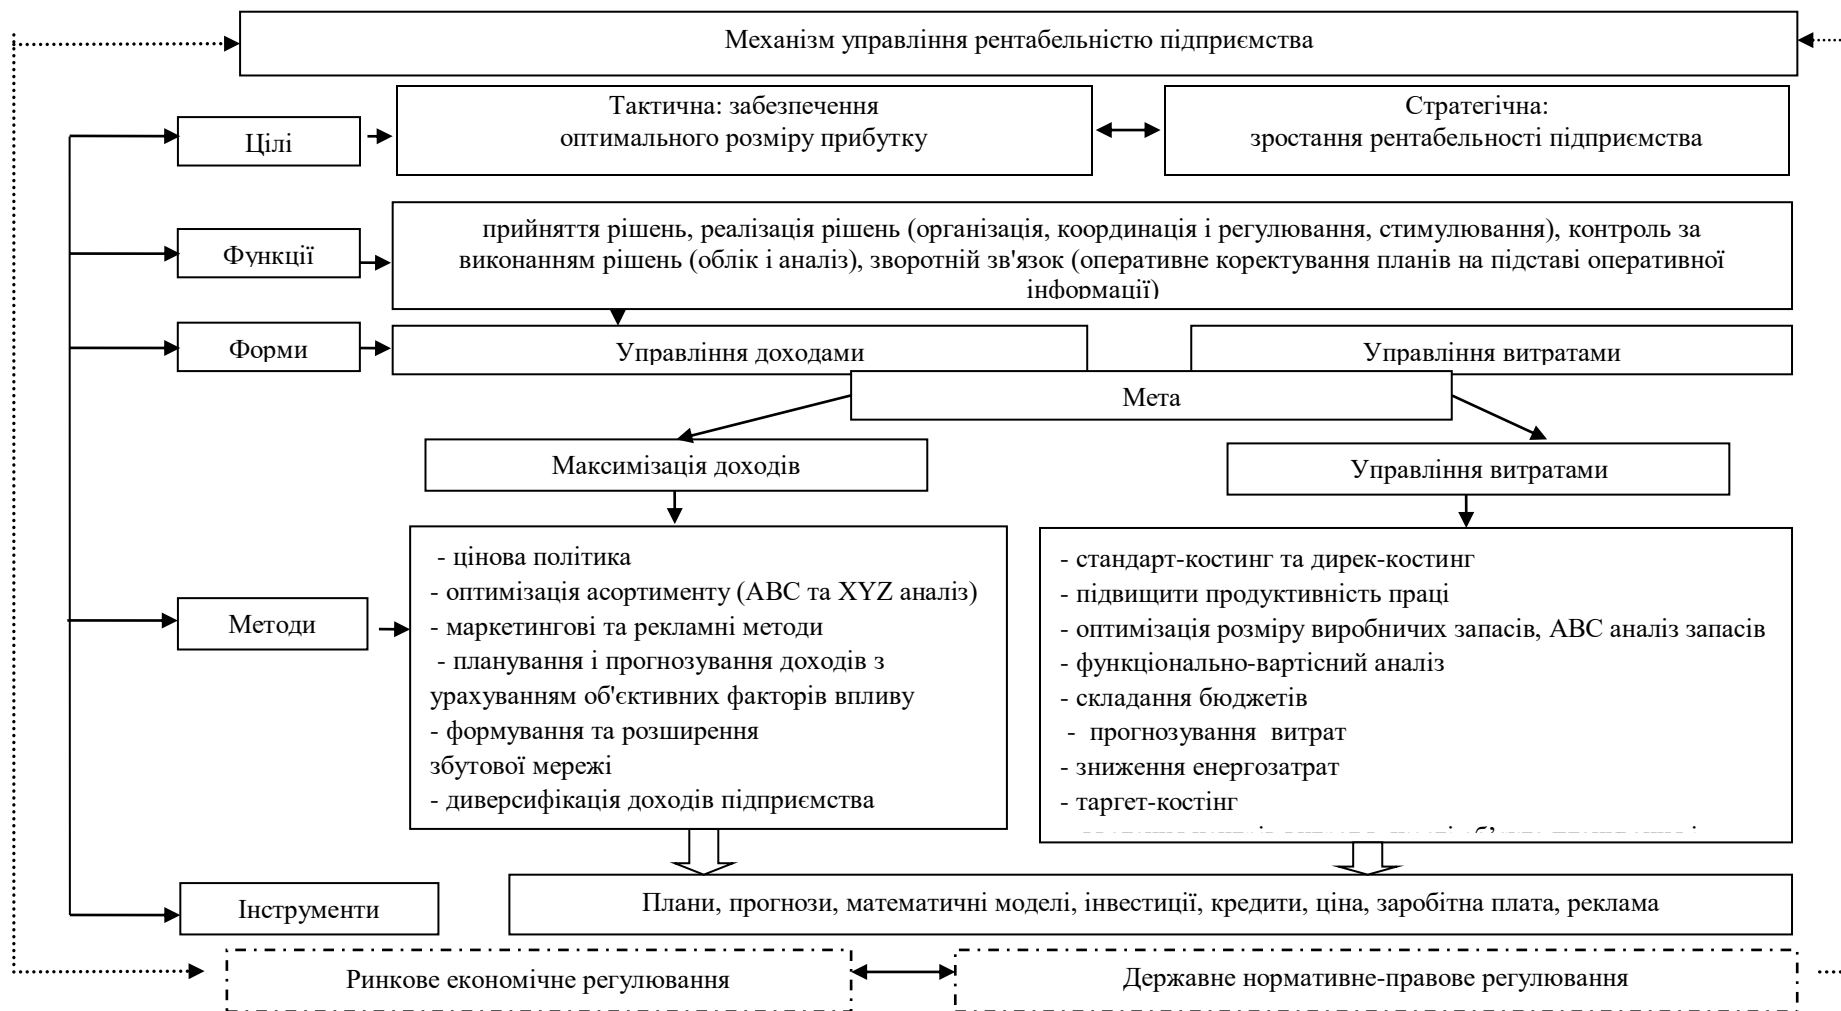 Механізм управління рентабельністю підприємства
Цілі
Тактична: забезпечення
оптимального розміру прибутку
Стратегічна:
зростання рентабельності підприємства
Функції
прийняття рішень, реалізація рішень (організація, координація і регулювання, стимулювання), контроль за
виконанням рішень (облік і аналіз), зворотній зв'язок (оперативне коректування планів на підставі оперативної
інформації)
Форми
Управління доходами
Управління витратами
Мета
Максимізація доходів
Управління витратами
Методи
- цінова політика
- оптимізація асортименту (ABC та XYZ аналіз)
- маркетингові та рекламні методи
- планування і прогнозування доходів з
урахуванням об'єктивних факторів впливу
- формування та розширення
збутової мережі
- диверсифікація доходів підприємства
- стандарт-костинг та дирек-костинг
- підвищити продуктивність праці
- оптимізація розміру виробничих запасів, ABC аналіз запасів
- функціонально-вартісний аналіз
- складання бюджетів
- прогнозування витрат
- зниження енергозатрат
- таргет-костінг
Інструменти
Плани, прогнози, математичні моделі, інвестиції, кредити, ціна, заробітна плата, реклама
Ринкове економічне регулювання
Державне нормативне-правове регулювання